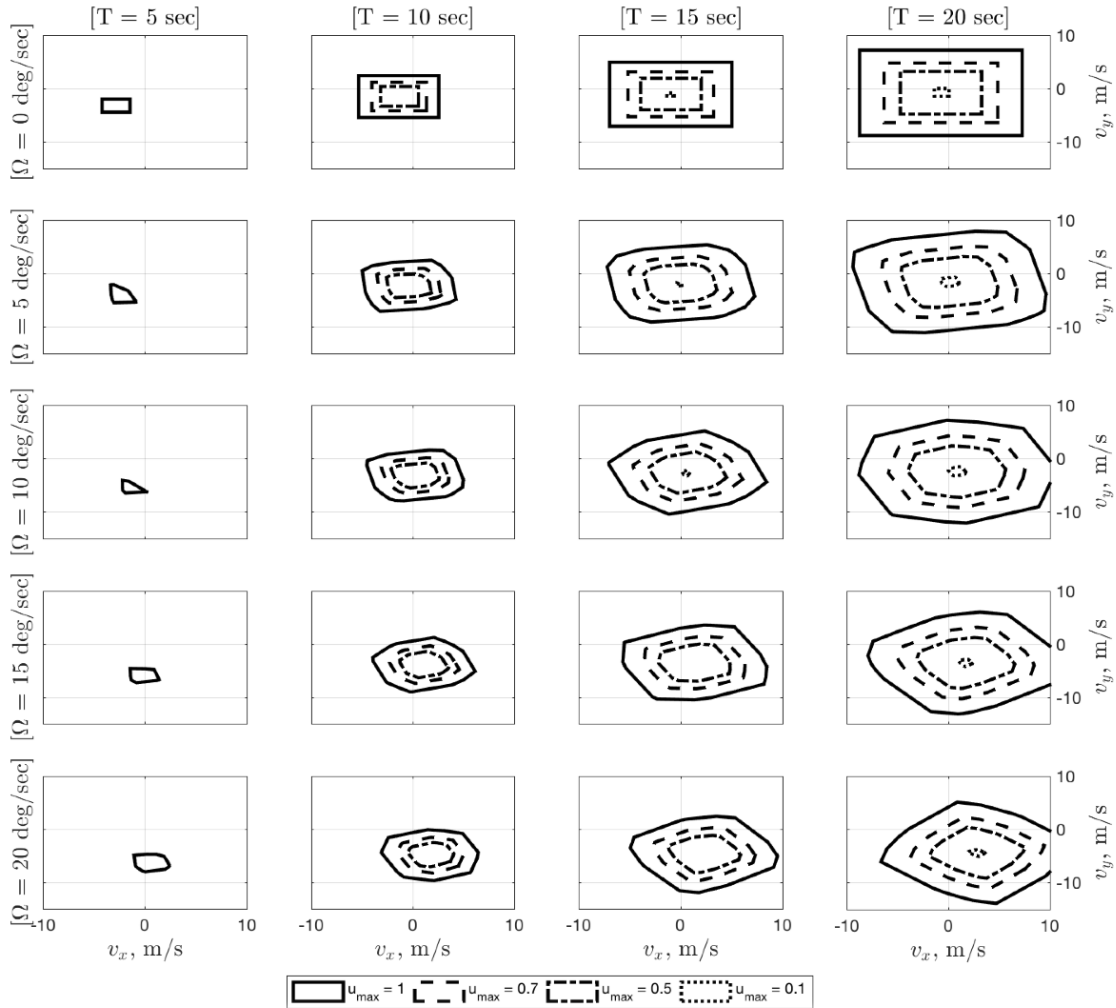 [T = 5 sec] [T = 10 sec] [T = 15 sec] [T = 20 sec]
[Ω = 0 deg/sec]
10
0
-10
v_y, m/s
[Ω = 5 deg/sec]
10
0
-10
v_y, m/s
[Ω = 10 deg/sec]
10
0
-10
v_y, m/s
[Ω = 15 deg/sec]
10
0
-10
v_y, m/s
[Ω = 20 deg/sec]
10
0
-10
v_y, m/s
-10 0 10 0 10 0 10 0 10
v_x, m/s v_x, m/s v_x, m/s v_x, m/s
u_max = 1 u_max = 0.7 u_max = 0.5 u_max = 0.1